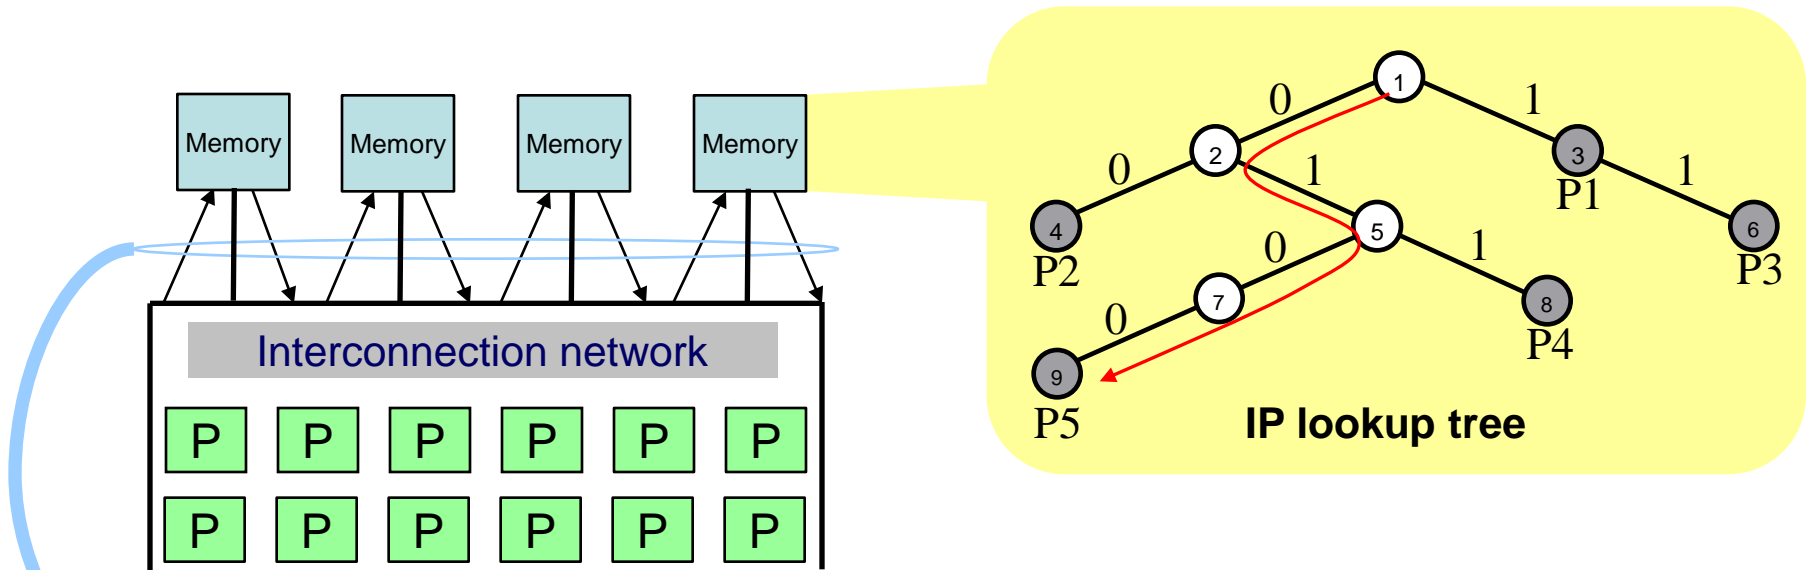 Memory Memory Memory Memory
Interconnection network
P P P P P P
P P P P P P
1
0 1
2 3
P1
0 1 1
4 5 6
P2 P3
0 1
7 8
P4
0
9
P5
IP lookup tree